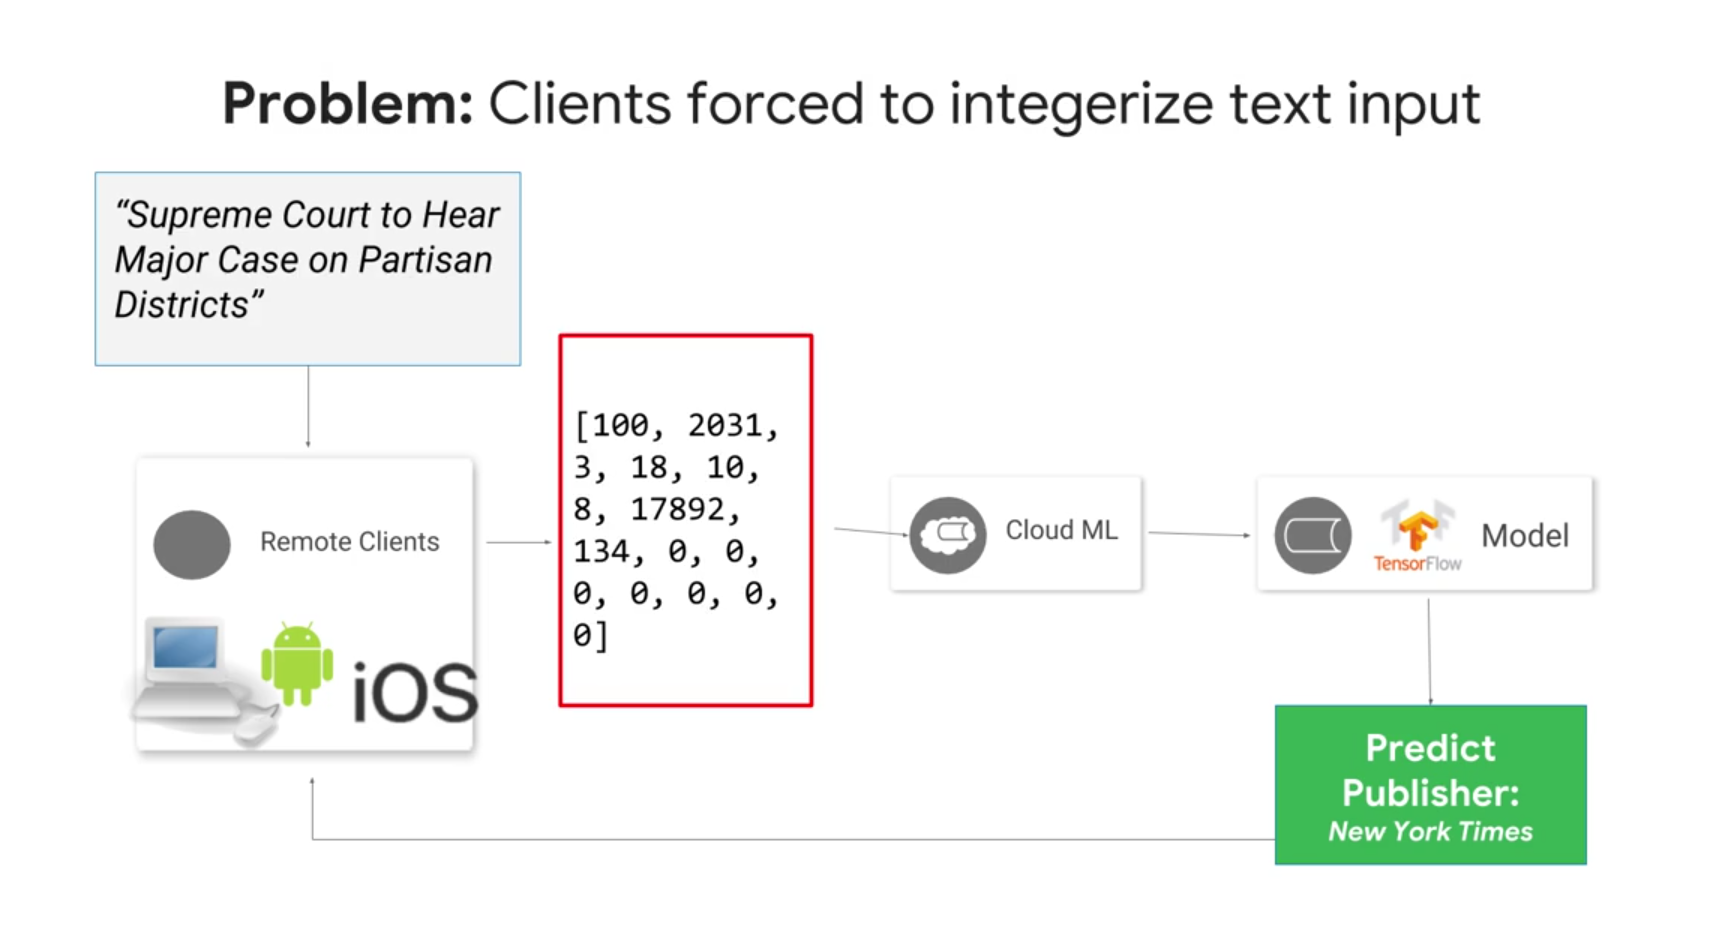 Problem: Clients forced to integerize text input
“Supreme Court to Hear
Major Case on Partisan
Districts”
[100, 2031,
3, 18, 10,
8, 17892,
134, 0, 0,
0, 0, 0, 0,
0]
Remote Clients
iOS
Cloud ML
TensorFlow
Model
Predict
Publisher:
New York Times